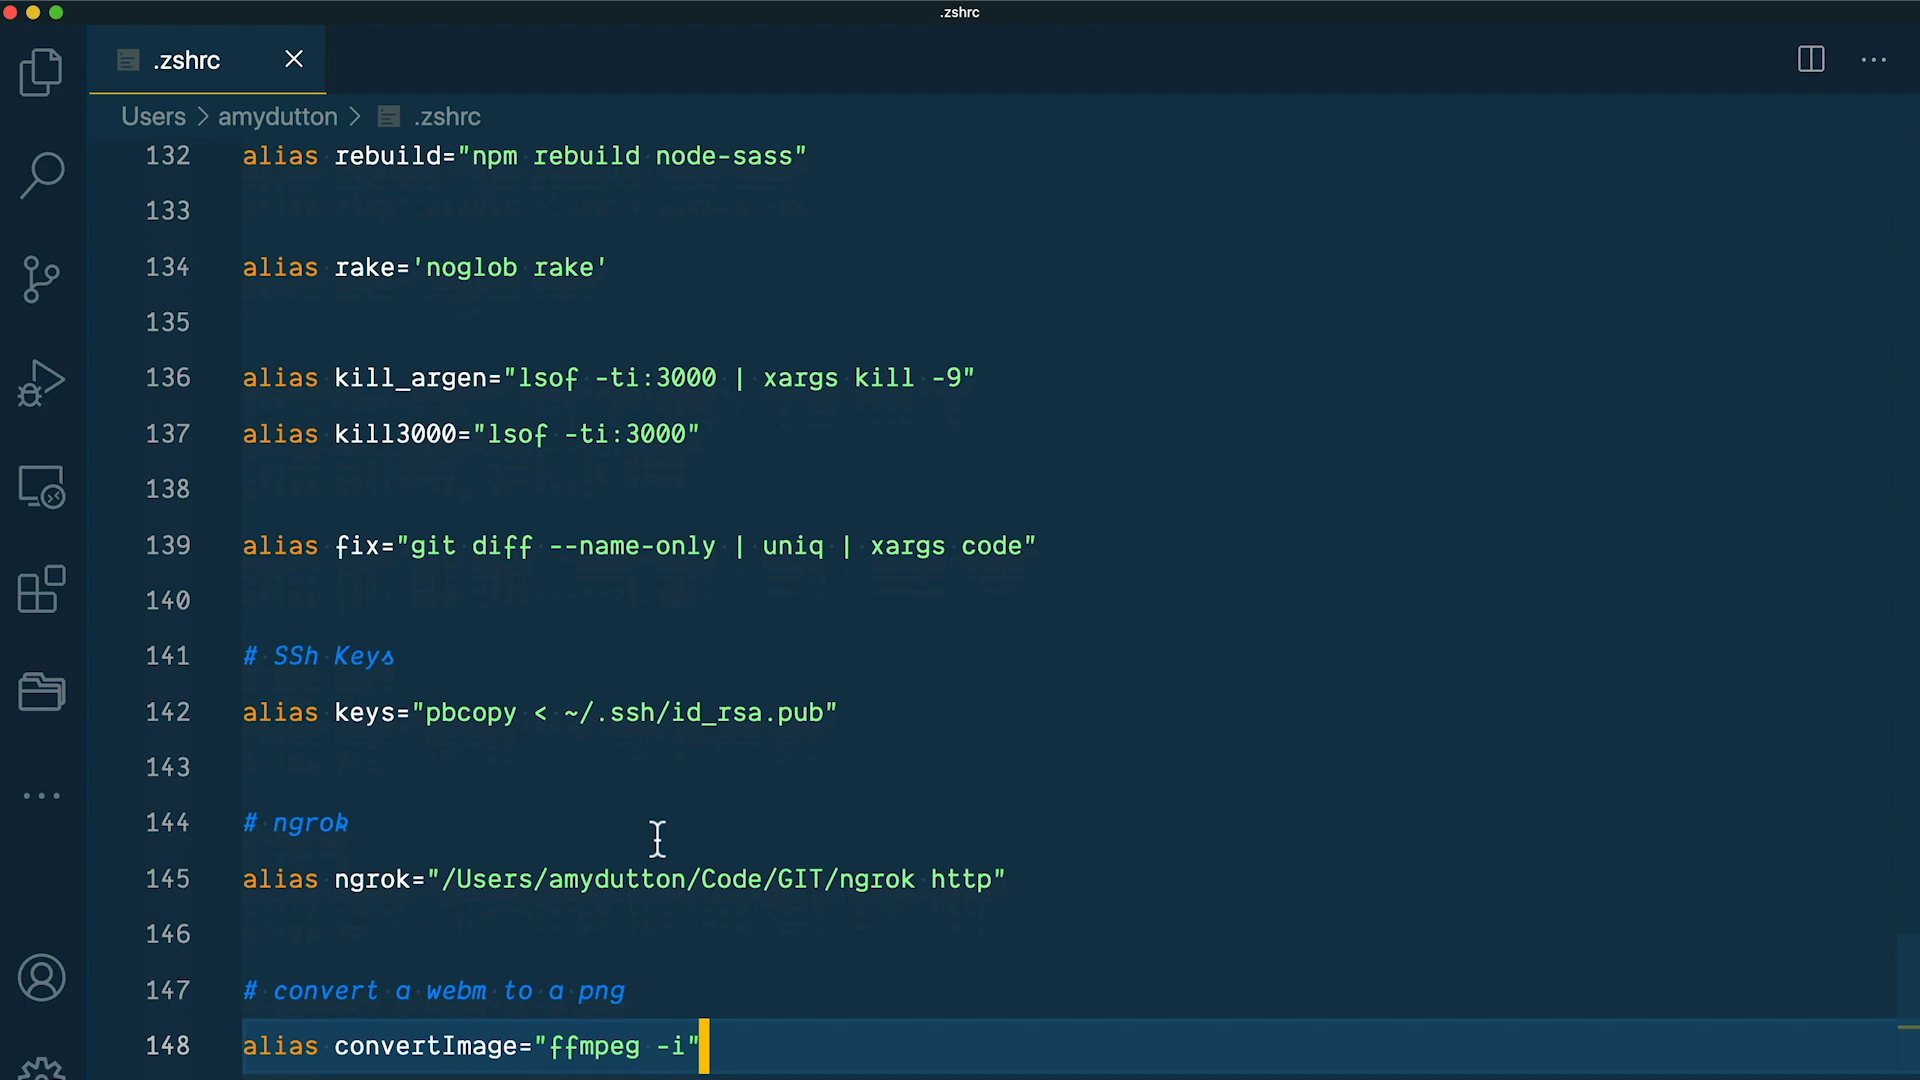 .zshrc
.zshrc
Users > amydutton > .zshrc
132 alias rebuild="npm rebuild node-sass"
133
134 alias rake='noglob rake'
135
136 alias kill_argen="lsof -ti:3000 | xargs kill -9"
137 alias kill3000="lsof -ti:3000"
138
139 alias fix="git diff --name-only | uniq | xargs code"
140
141 # SSh Keys
142 alias keys="pbcopy < ~/.ssh/id_rsa.pub"
143
144 # ngrok
145 alias ngrok="/Users/amydutton/Code/GIT/ngrok http"
146
147 # convert a webm to a png
148 alias convertImage="ffmpeg -i"